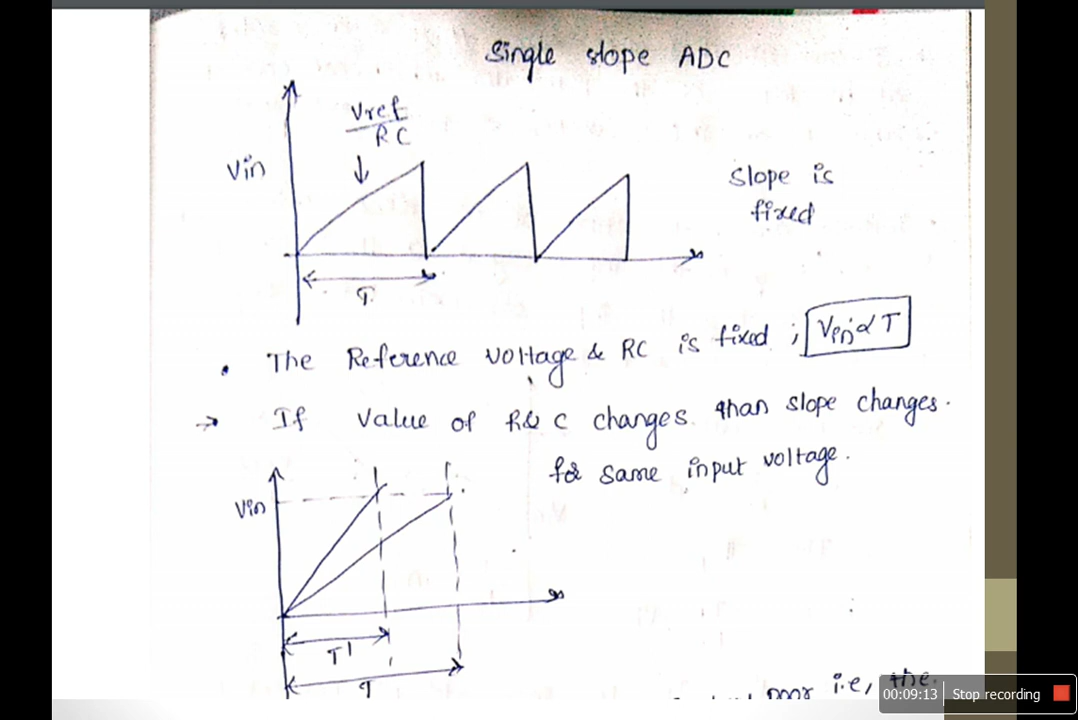 Single slope ADC
Vref
RC
Vin
Slope is
fixed
T
. The Reference voltage & RC is fixed ; Vin α T
→ If value of R & C changes than slope changes.
for same input voltage.
Vin
T'
T
i.e, the
00:09:13 Stop recording